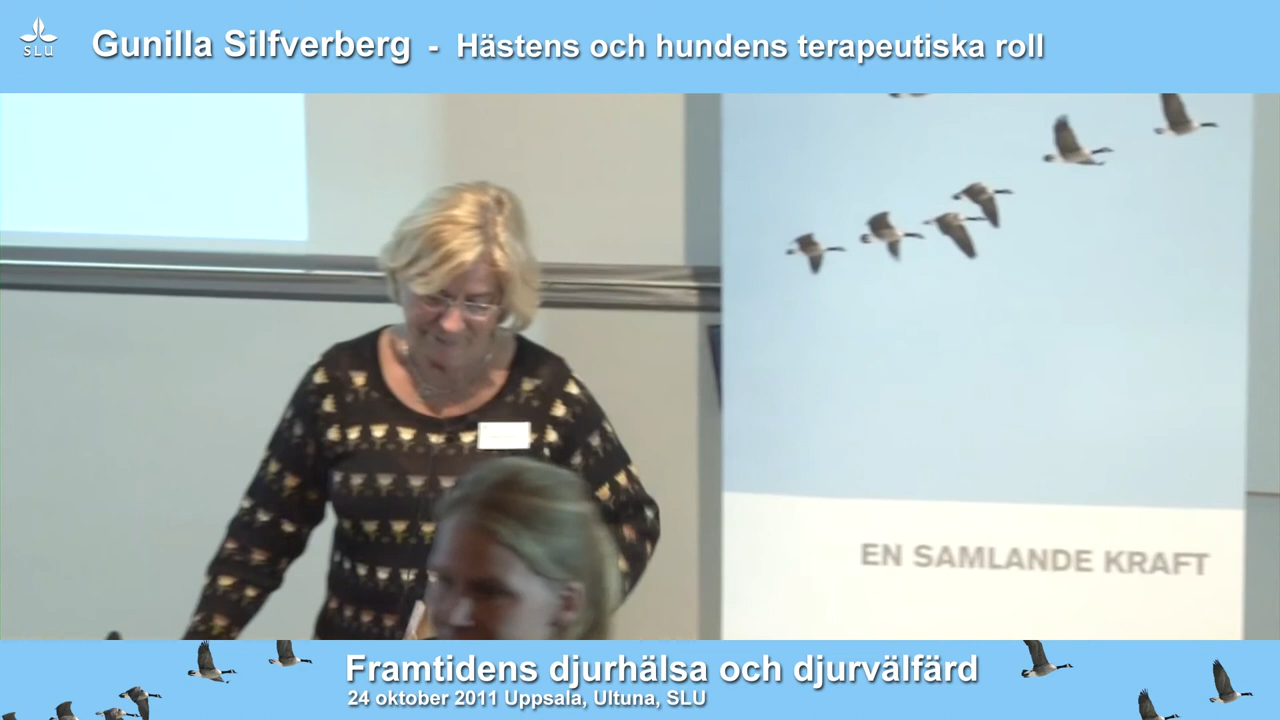 SLU
Gunilla Silfverberg - Hästens och hundens terapeutiska roll
EN SAMLANDE KRAFT
Framtidens djurhälsa och djurvälfärd
24 oktober 2011 Uppsala, Ultuna, SLU